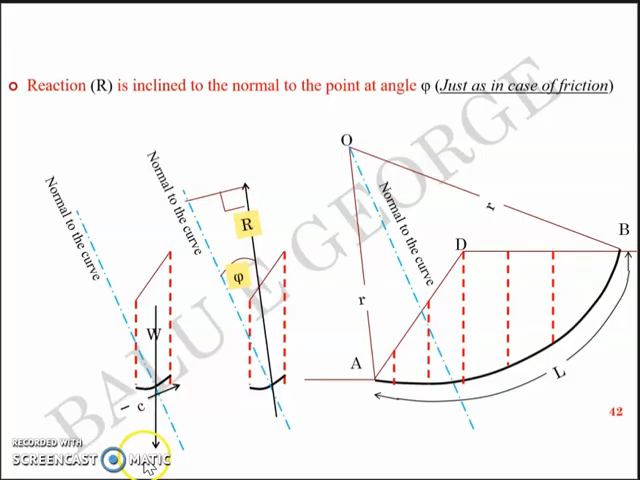 Reaction (R) is inclined to the normal to the point at angle φ (Just as in case of friction)
BALU E GEORGE
Normal to the curve
Normal to the curve
Normal to the curve
O
R
φ
W
c
r
r
D
B
A
L
42
RECORDED WITH
SCREENCAST MATIC